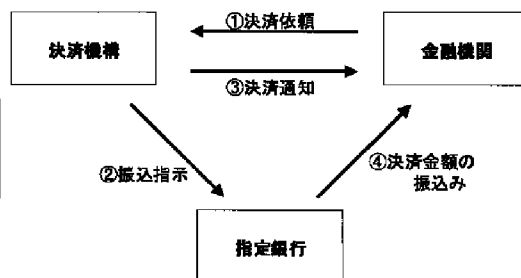 ①決済依頼
決済機構
金融機関
③決済通知
②振込指示
④決済金額の
振込み
指定銀行